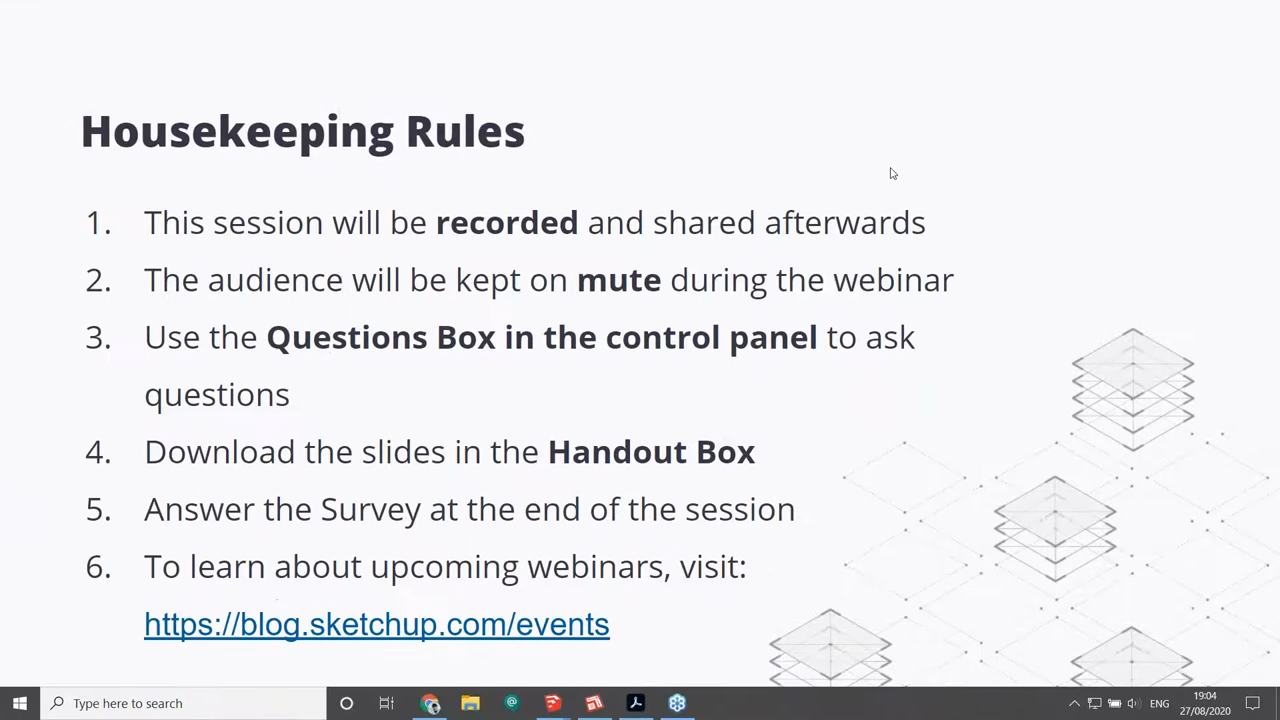 Housekeeping Rules
1. This session will be recorded and shared afterwards
2. The audience will be kept on mute during the webinar
3. Use the Questions Box in the control panel to ask
questions
4. Download the slides in the Handout Box
5. Answer the Survey at the end of the session
6. To learn about upcoming webinars, visit:
https://blog.sketchup.com/events
Type here to search
ENG
19:04
27/08/2020